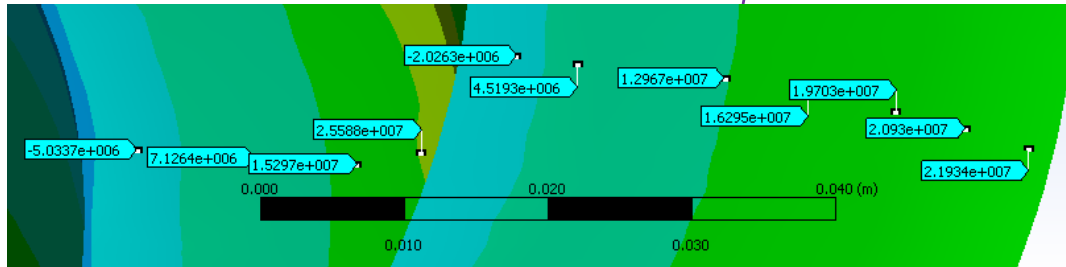 -2.0263e+006
4.5193e+006
1.2967e+007
1.9703e+007
1.6295e+007
2.5588e+007
2.093e+007
-5.0337e+006
7.1264e+006
1.5297e+007
2.1934e+007
0.000
0.020
0.040 (m)
0.010
0.030